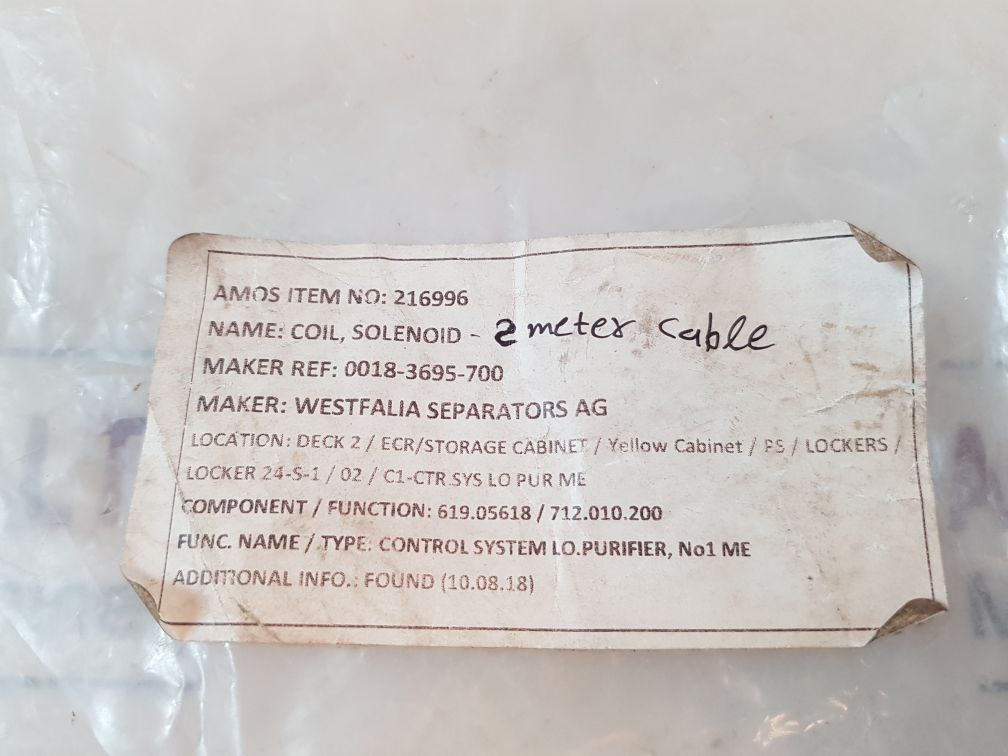 AMOS ITEM NO: 216996
NAME: COIL, SOLENOID - 2 meter cable
MAKER REF: 0018-3695-700
MAKER: WESTFALIA SEPARATORS AG
LOCATION: DECK 2 / ECR/STORAGE CABINET / Yellow Cabinet / PS / LOCKERS /
LOCKER 24-S-1 / 02 / C1-CTR.SYS LO PUR ME
COMPONENT / FUNCTION: 619.05618 / 712.010.200
FUNC. NAME / TYPE: CONTROL SYSTEM LO.PURIFIER, No1 ME
ADDITIONAL INFO.: FOUND (10.08.18)